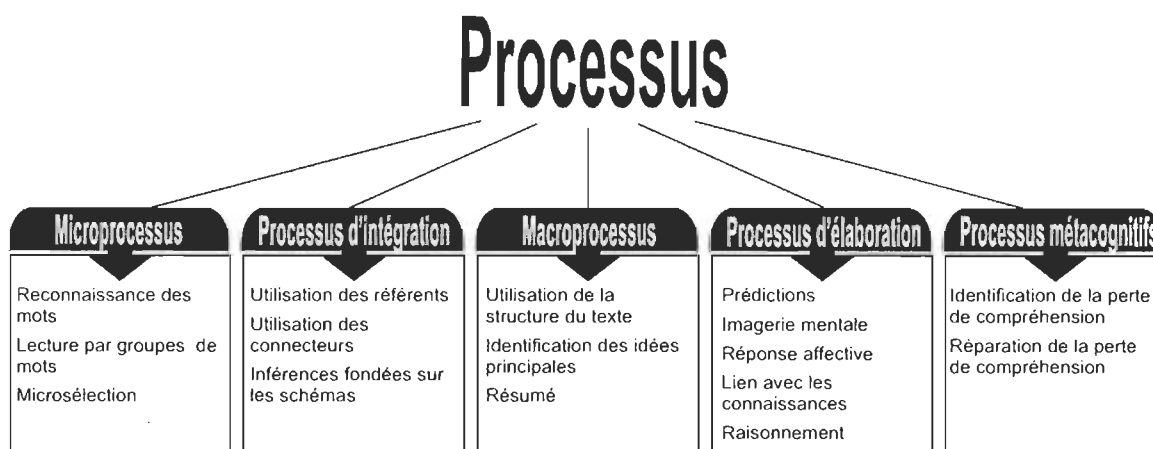 Processus
Microprocessus
Reconnaissance des
mots
Lecture par groupes de
mots
Microsélection
Processus d'intégration
Utilisation des référents
Utilisation des
connecteurs
Inférences fondées sur
les schémas
Macroprocessus
Utilisation de la
structure du texte
Identification des idées
principales
Résumé
Processus d'élaboration
Prédictions
Imagerie mentale
Réponse affective
Lien avec les
connaissances
Raisonnement
Processus métacognitifs
Identification de la perte
de compréhension
Réparation de la perte
de compréhension